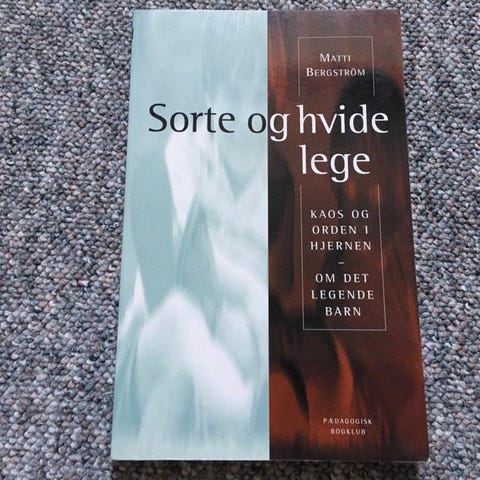 MATTI
BERGSTRÖM
Sorte og hvide
lege
KAOS OG
ORDEN I
HJERNEN
–
OM DET
LEGENDE
BARN
PÆDAGOGISK
BOGKLUB